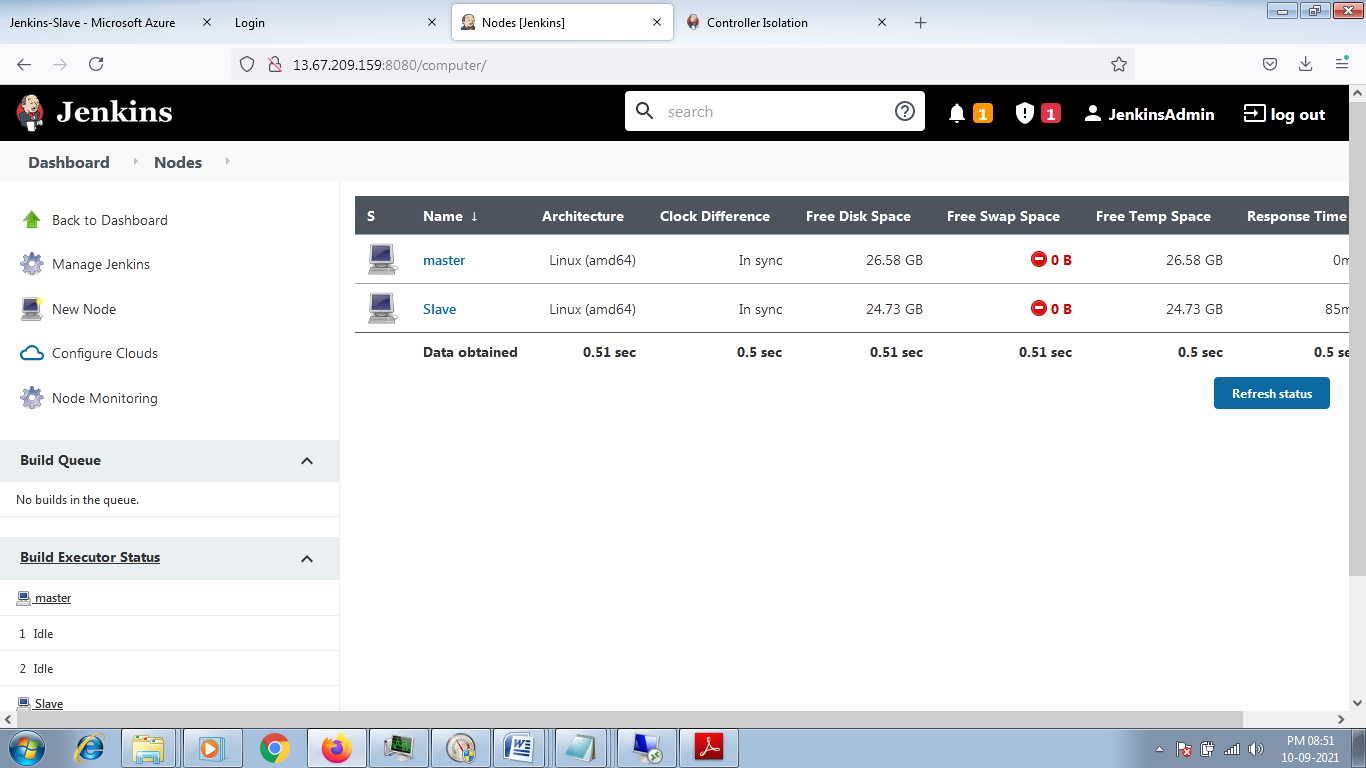 Jenkins-Slave - Microsoft Azure
Login
Nodes [Jenkins]
Controller Isolation
13.67.209.159:8080/computer/
Jenkins
search
1
1
JenkinsAdmin
log out
Dashboard
Nodes
Back to Dashboard
Manage Jenkins
New Node
Configure Clouds
Node Monitoring
Build Queue
No builds in the queue.
Build Executor Status
master
1 Idle
2 Idle
Slave
S Name ↓ Architecture Clock Difference Free Disk Space Free Swap Space Free Temp Space Response Time
master Linux (amd64) In sync 26.58 GB 0 B 26.58 GB 0m
Slave Linux (amd64) In sync 24.73 GB 0 B 24.73 GB 85m
Data obtained 0.51 sec 0.5 sec 0.51 sec 0.51 sec 0.5 sec 0.5 se
Refresh status
PM 08:51
10-09-2021